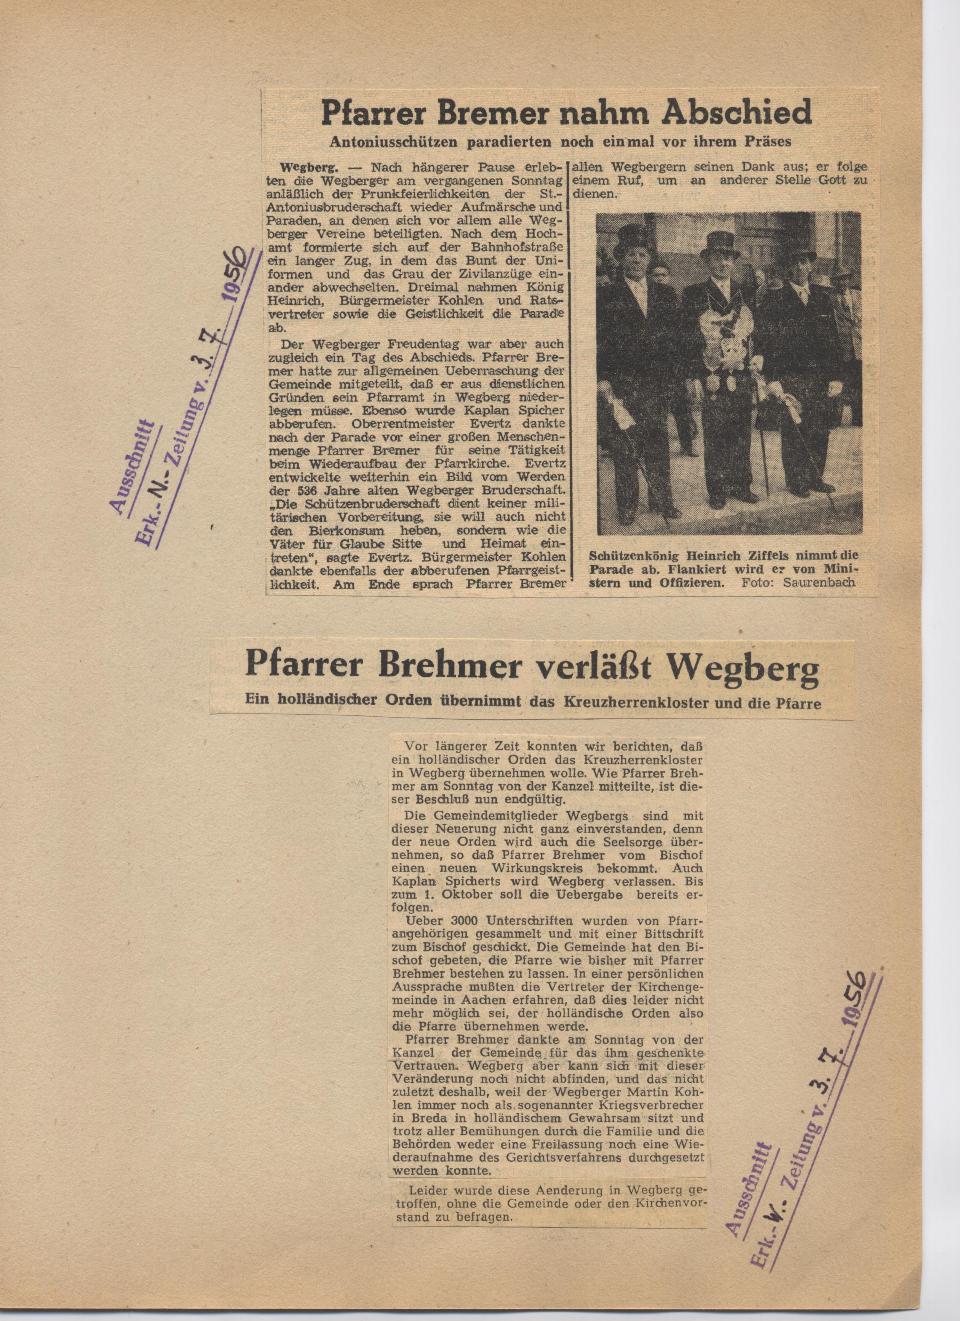 Pfarrer Bremer nahm Abschied
Antoniusschützen paradierten noch einmal vor ihrem Präses
Wegberg. — Nach hängerer Pause erleb-
ten die Wegberger am vergangenen Sonntag
anläßlich der Prunkfeierlichkeiten der St.-
Antoniusbruderschaft wieder Aufmärsche und
Paraden, an denen sich vor allem alle Weg-
berger Vereine beteiligten. Nach dem Hoch-
amt formierte sich auf der Bahnhofstraße
ein langer Zug, in dem das Bunt der Uni-
formen und das Grau der Zivilanzüge ein-
ander abwechselten. Dreimal nahmen König
Heinrich, Bürgermeister Kohlen und Rats-
vertreter sowie die Geistlichkeit die Parade
ab.
Der Wegberger Freudentag war aber auch
zugleich ein Tag des Abschieds. Pfarrer Bre-
mer hatte zur allgemeinen Ueberraschung der
Gemeinde mitgeteilt, daß er aus dienstlichen
Gründen sein Pfarramt in Wegberg nieder-
legen müsse. Ebenso wurde Kaplan Spicher
abberufen. Oberrentmeister Evertz dankte
nach der Parade vor einer großen Menschen-
menge Pfarrer Bremer für seine Tätigkeit
beim Wiederaufbau der Pfarrkirche. Evertz
entwickelte weiterhin ein Bild vom Werden
der 536 Jahre alten Wegberger Bruderschaft.
„Die Schützenbruderschaft dient keiner mili-
tärischen Vorbereitung, sie will auch nicht
den Bierkonsum heben, sondern wie die
Väter für Glaube Sitte und Heimat ein-
treten“, sagte Evertz. Bürgermeister Kohlen
dankte ebenfalls der abberufenen Pfarrgeist-
lichkeit. Am Ende sprach Pfarrer Bremer
allen Wegbergern seinen Dank aus; er folge
einem Ruf, um an anderer Stelle Gott zu
dienen.
Schützenkönig Heinrich Ziffels nimmt die
Parade ab. Flankiert wird er von Mini-
stern und Offizieren. Foto: Saurenbach
Ausschnitt
Erk.-N.-Zeitung v. 3. 7. 1956
Pfarrer Brehmer verläßt Wegberg
Ein holländischer Orden übernimmt das Kreuzherrenkloster und die Pfarre
Vor längerer Zeit konnten wir berichten, daß
ein holländischer Orden das Kreuzherrenkloster
in Wegberg übernehmen wolle. Wie Pfarrer Breh-
mer am Sonntag von der Kanzel mitteilte, ist die-
ser Beschluß nun endgültig.
Die Gemeindemitglieder Wegbergs sind mit
dieser Neuerung nicht ganz einverstanden, denn
der neue Orden wird auch die Seelsorge über-
nehmen, so daß Pfarrer Brehmer vom Bischof
einen neuen Wirkungskreis bekommt. Auch
Kaplan Spicherts wird Wegberg verlassen. Bis
zum 1. Oktober soll die Uebergabe bereits er-
folgen.
Ueber 3000 Unterschriften wurden von Pfarr-
angehörigen gesammelt und mit einer Bittschrift
zum Bischof geschickt. Die Gemeinde hat den Bi-
schof gebeten, die Pfarre wie bisher mit Pfarrer
Brehmer bestehen zu lassen. In einer persönlichen
Aussprache mußten die Vertreter der Kirchenge-
meinde in Aachen erfahren, daß dies leider nicht
mehr möglich sei, der holländische Orden also
die Pfarre übernehmen werde.
Pfarrer Brehmer dankte am Sonntag von der
Kanzel der Gemeinde für das ihm geschenkte
Vertrauen. Wegberg aber kann sich mit dieser
Veränderung noch nicht abfinden, und das nicht
zuletzt deshalb, weil der Wegberger Martin Koh-
len immer noch als sogenannter Kriegsverbrecher
in Breda in holländischem Gewahrsam sitzt und
trotz aller Bemühungen durch die Familie und die
Behörden weder eine Freilassung noch eine Wie-
deraufnahme des Gerichtsverfahrens durchgesetzt
werden konnte.
Leider wurde diese Aenderung in Wegberg ge-
troffen, ohne die Gemeinde oder den Kirchenvor-
stand zu befragen.
Ausschnitt
Erk.-V.-Zeitung v. 3. 7. 1956